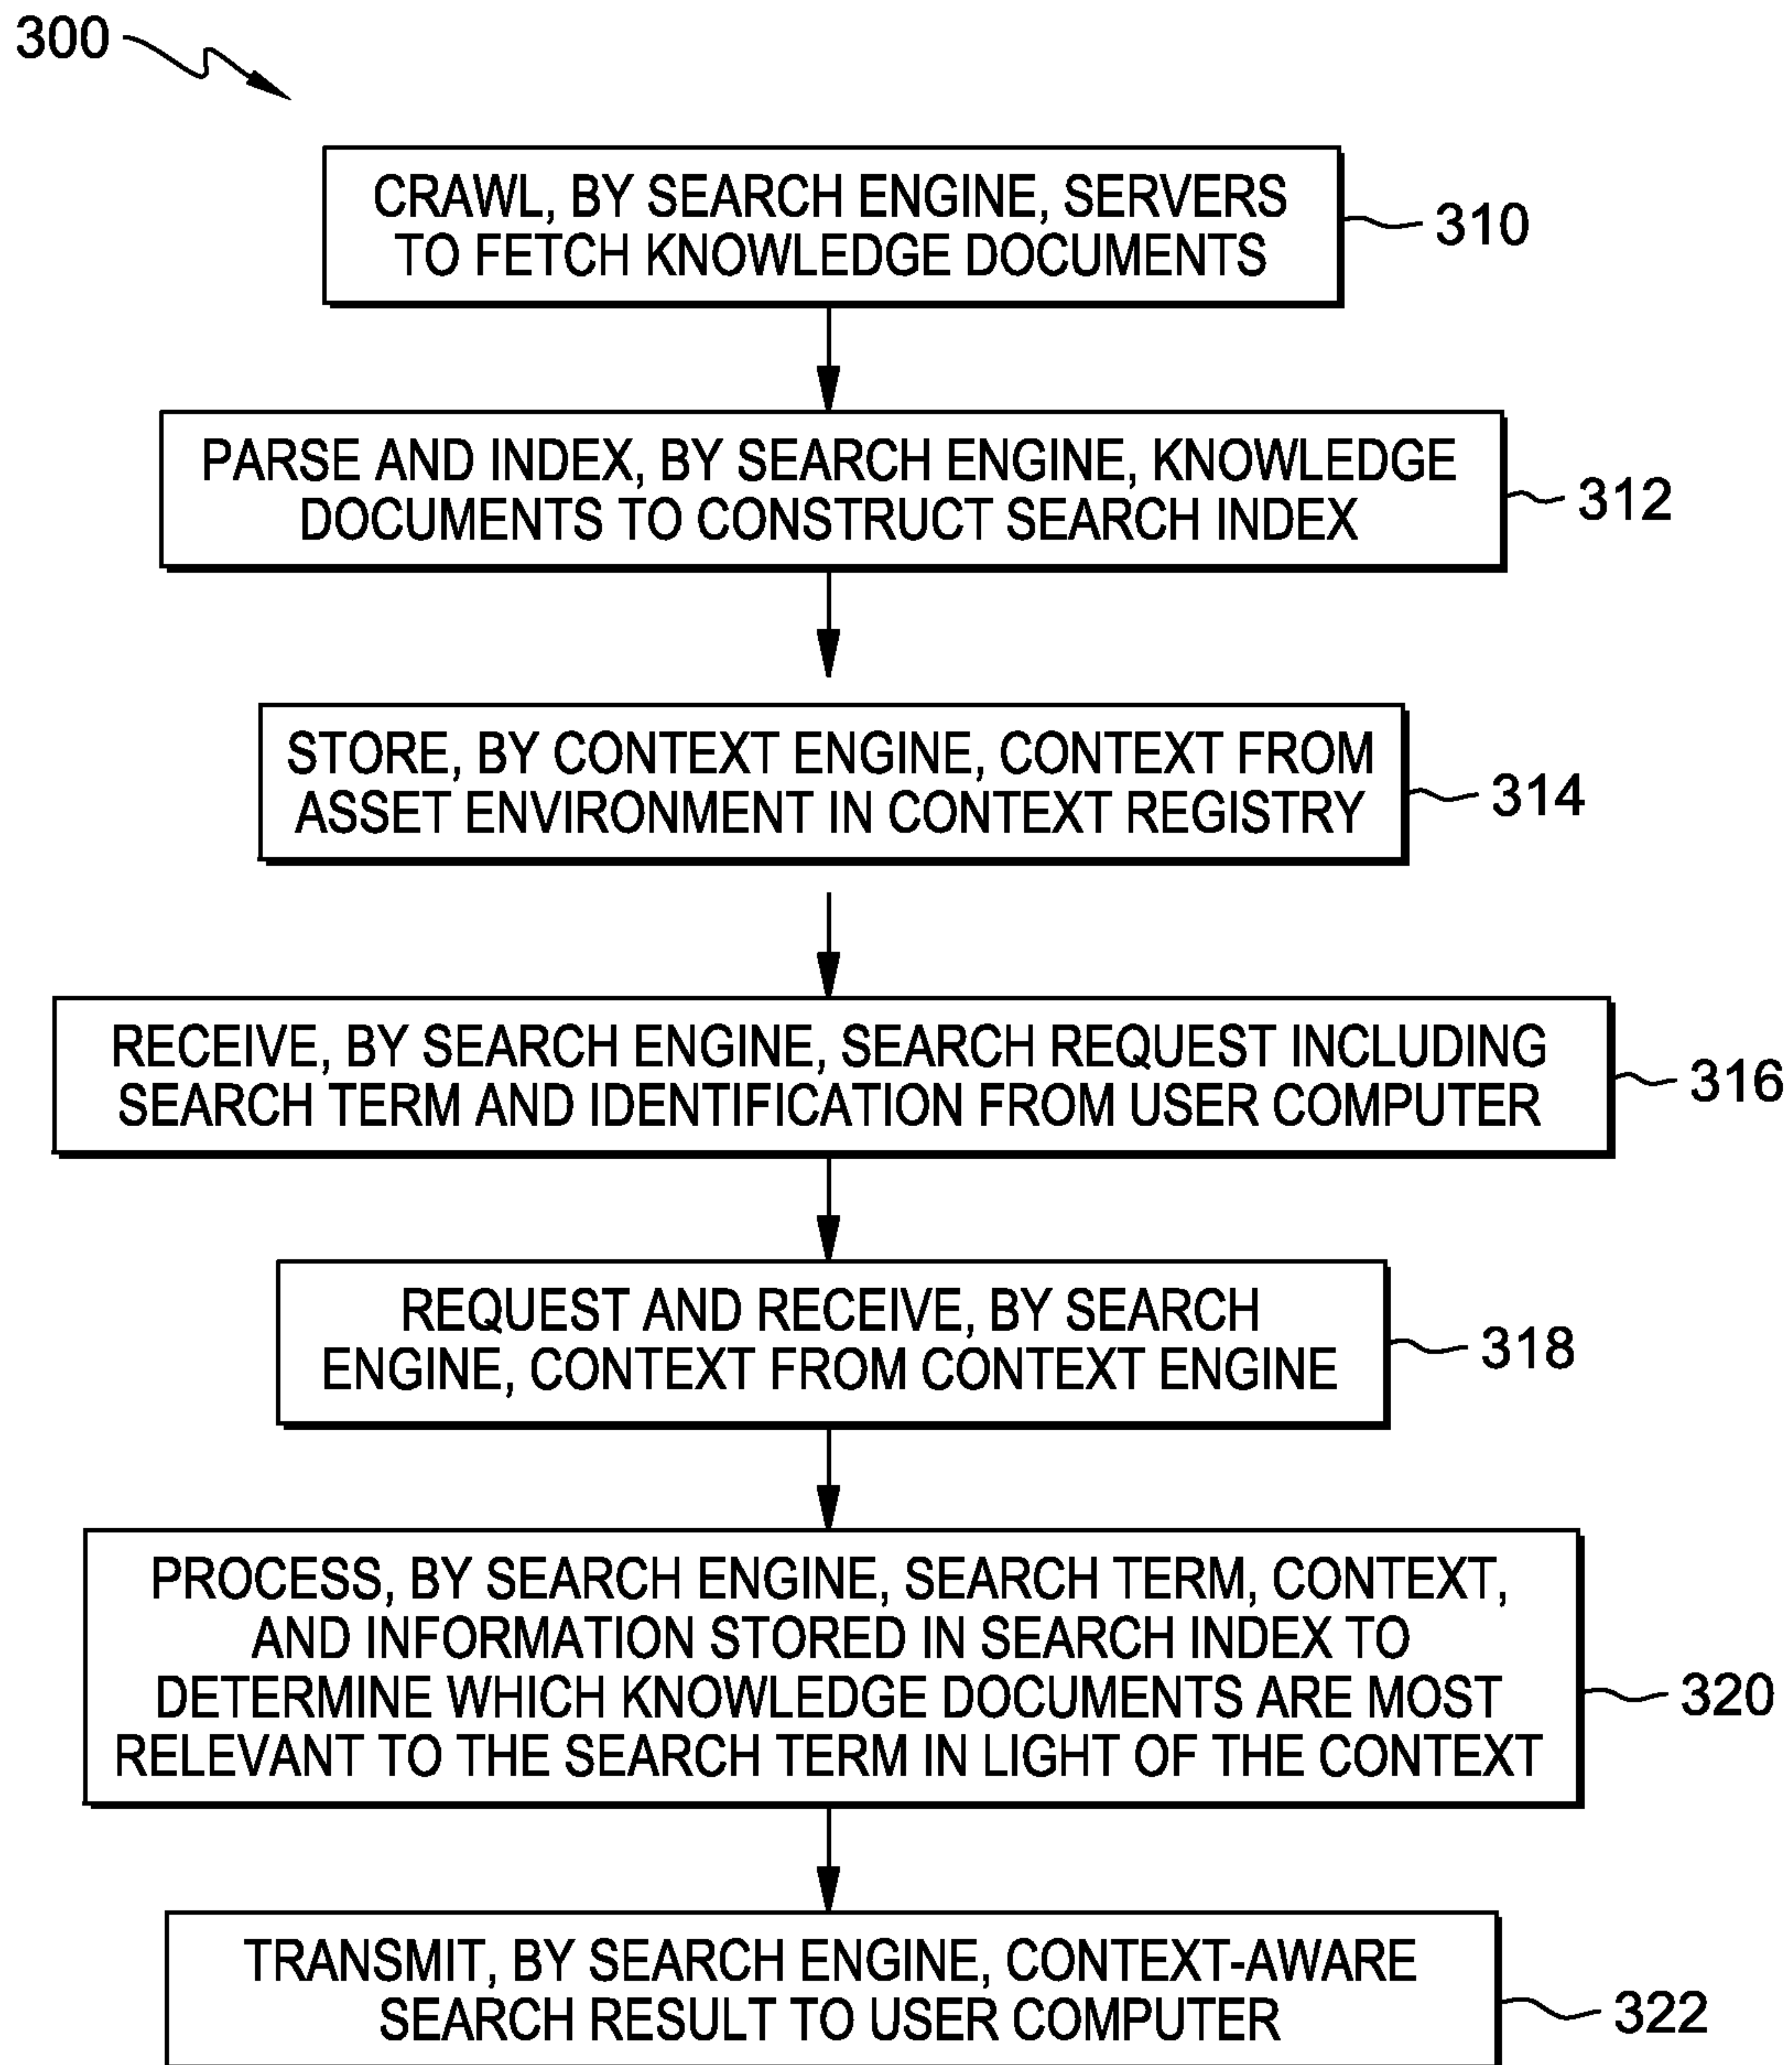 300
CRAWL, BY SEARCH ENGINE, SERVERS
TO FETCH KNOWLEDGE DOCUMENTS
310
PARSE AND INDEX, BY SEARCH ENGINE, KNOWLEDGE
DOCUMENTS TO CONSTRUCT SEARCH INDEX
312
STORE, BY CONTEXT ENGINE, CONTEXT FROM
ASSET ENVIRONMENT IN CONTEXT REGISTRY
314
RECEIVE, BY SEARCH ENGINE, SEARCH REQUEST INCLUDING
SEARCH TERM AND IDENTIFICATION FROM USER COMPUTER
316
REQUEST AND RECEIVE, BY SEARCH
ENGINE, CONTEXT FROM CONTEXT ENGINE
318
PROCESS, BY SEARCH ENGINE, SEARCH TERM, CONTEXT,
AND INFORMATION STORED IN SEARCH INDEX TO
DETERMINE WHICH KNOWLEDGE DOCUMENTS ARE MOST
RELEVANT TO THE SEARCH TERM IN LIGHT OF THE CONTEXT
320
TRANSMIT, BY SEARCH ENGINE, CONTEXT-AWARE
SEARCH RESULT TO USER COMPUTER
322